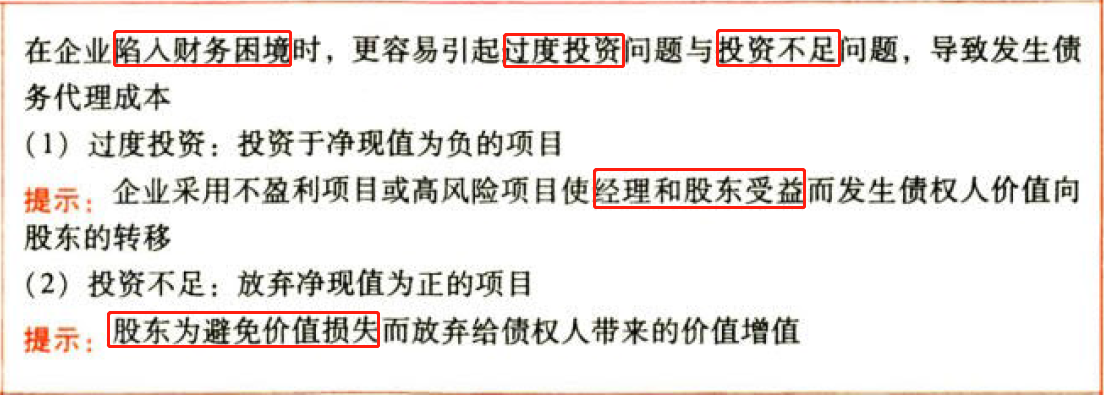 在企业陷入财务困境时，更容易引起过度投资问题与投资不足问题，导致发生债
务代理成本
（1）过度投资：投资于净现值为负的项目
提示：企业采用不盈利项目或高风险项目使经理和股东受益而发生债权人价值向
股东的转移
（2）投资不足：放弃净现值为正的项目
提示：股东为避免价值损失而放弃给债权人带来的价值增值